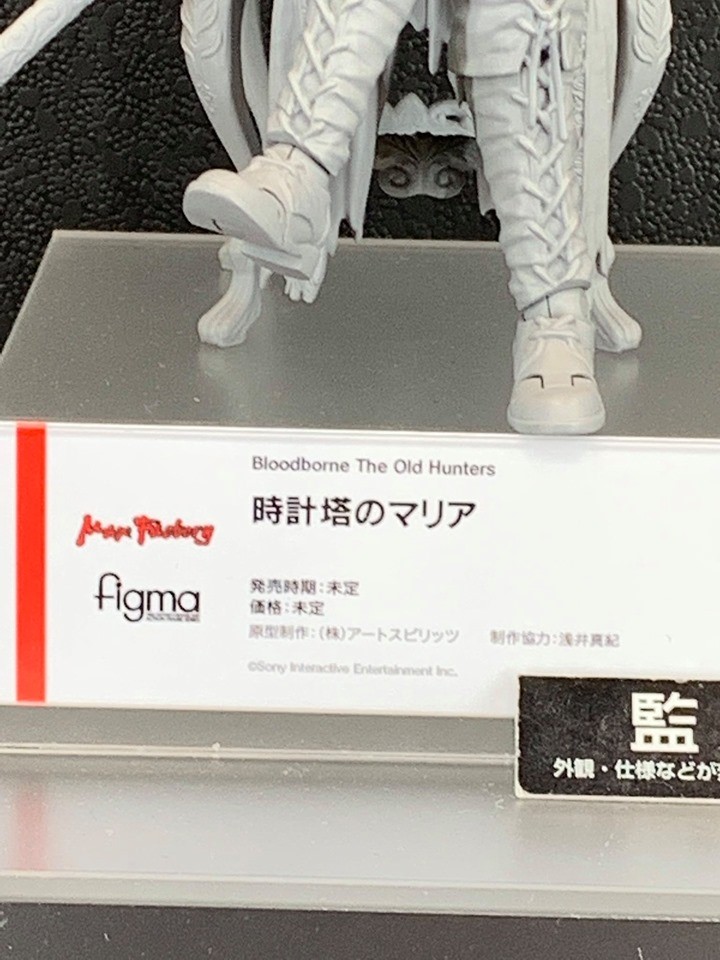 Bloodborne The Old Hunters
時計塔のマリア
Max Factory
figma
発売時期：未定
価格：未定
原型制作：(株)アートスピリッツ 制作協力：浅井真紀
©Sony Interactive Entertainment Inc.
監
外観・仕様などが